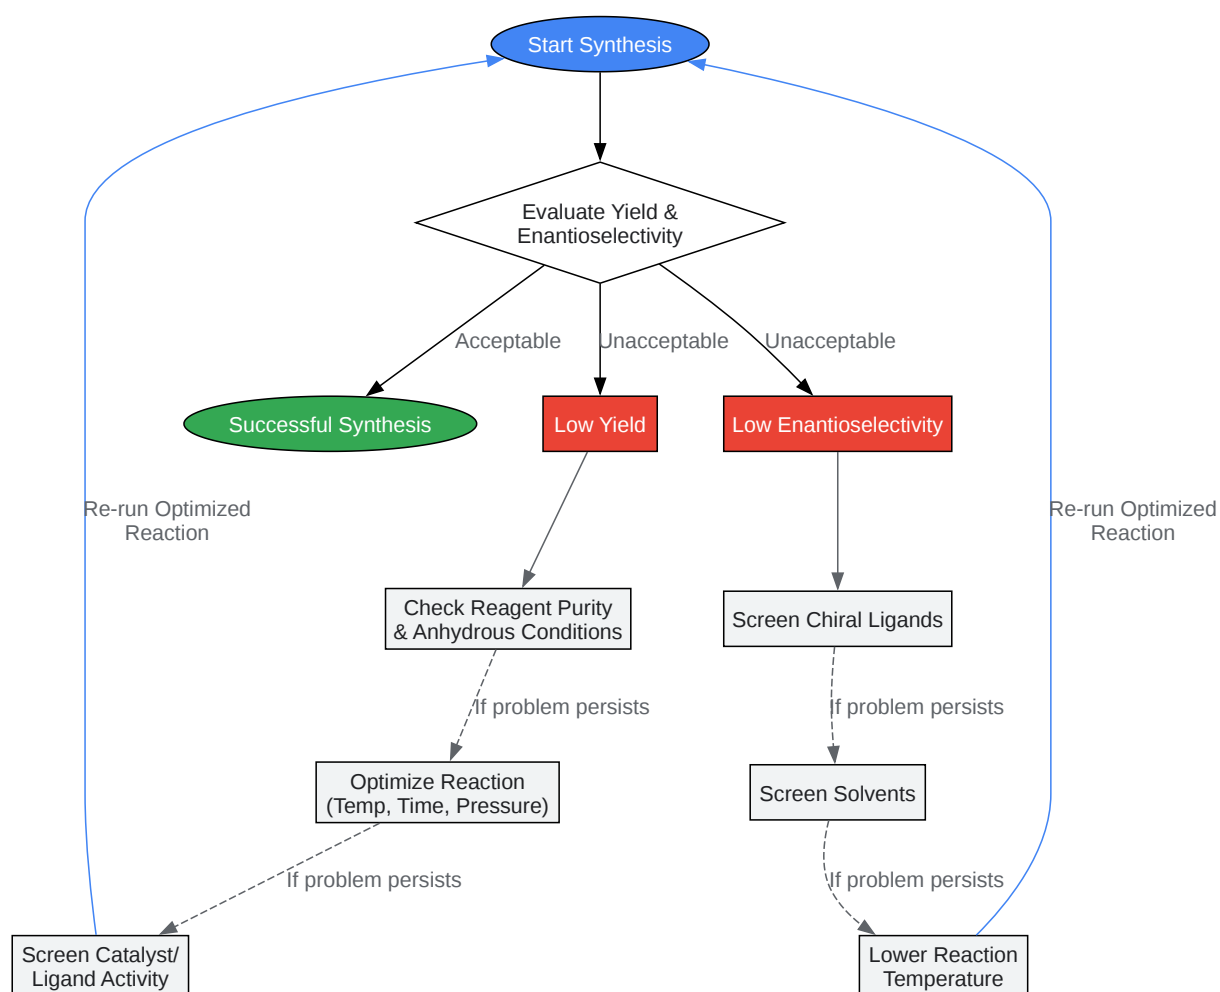 Start Synthesis
Evaluate Yield &
Enantioselectivity
Acceptable
Unacceptable
Unacceptable
Successful Synthesis
Low Yield
Low Enantioselectivity
Re-run Optimized
Reaction
Re-run Optimized
Reaction
Check Reagent Purity
& Anhydrous Conditions
Screen Chiral Ligands
If problem persists
If problem persists
Optimize Reaction
(Temp, Time, Pressure)
Screen Solvents
If problem persists
If problem persists
Screen Catalyst/
Ligand Activity
Lower Reaction
Temperature